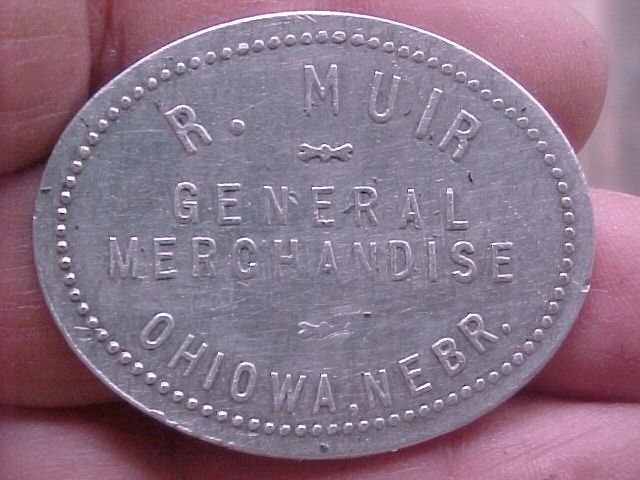 R. MUIR
GENERAL
MERCHANDISE
OHIOWA, NEBR.